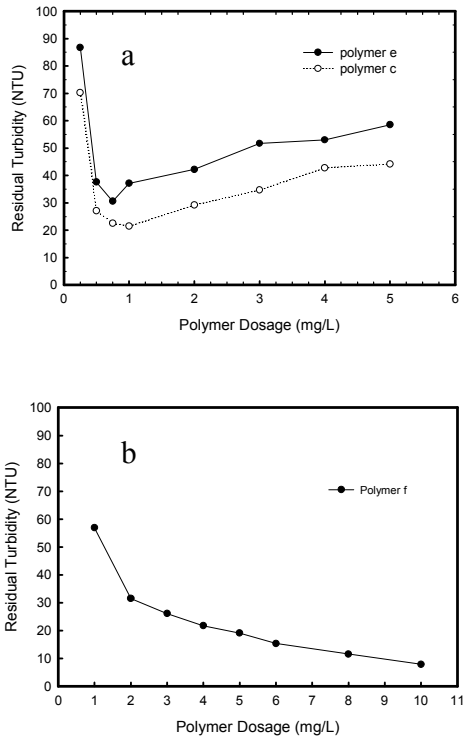 100
90
80
70
60
50
40
30
20
10
0
Residual Turbidity (NTU)
a
polymer e
polymer c
0 1 2 3 4 5 6
Polymer Dosage (mg/L)
100
90
80
70
60
50
40
30
20
10
0
Residual Turbidity (NTU)
b
Polymer f
0 1 2 3 4 5 6 7 8 9 10 11
Polymer Dosage (mg/L)